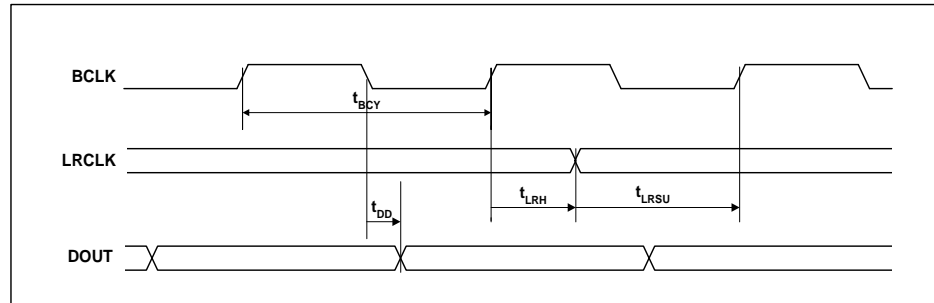 BCLK
tBCY
LRCLK
tLRH
tLRSU
tDD
DOUT